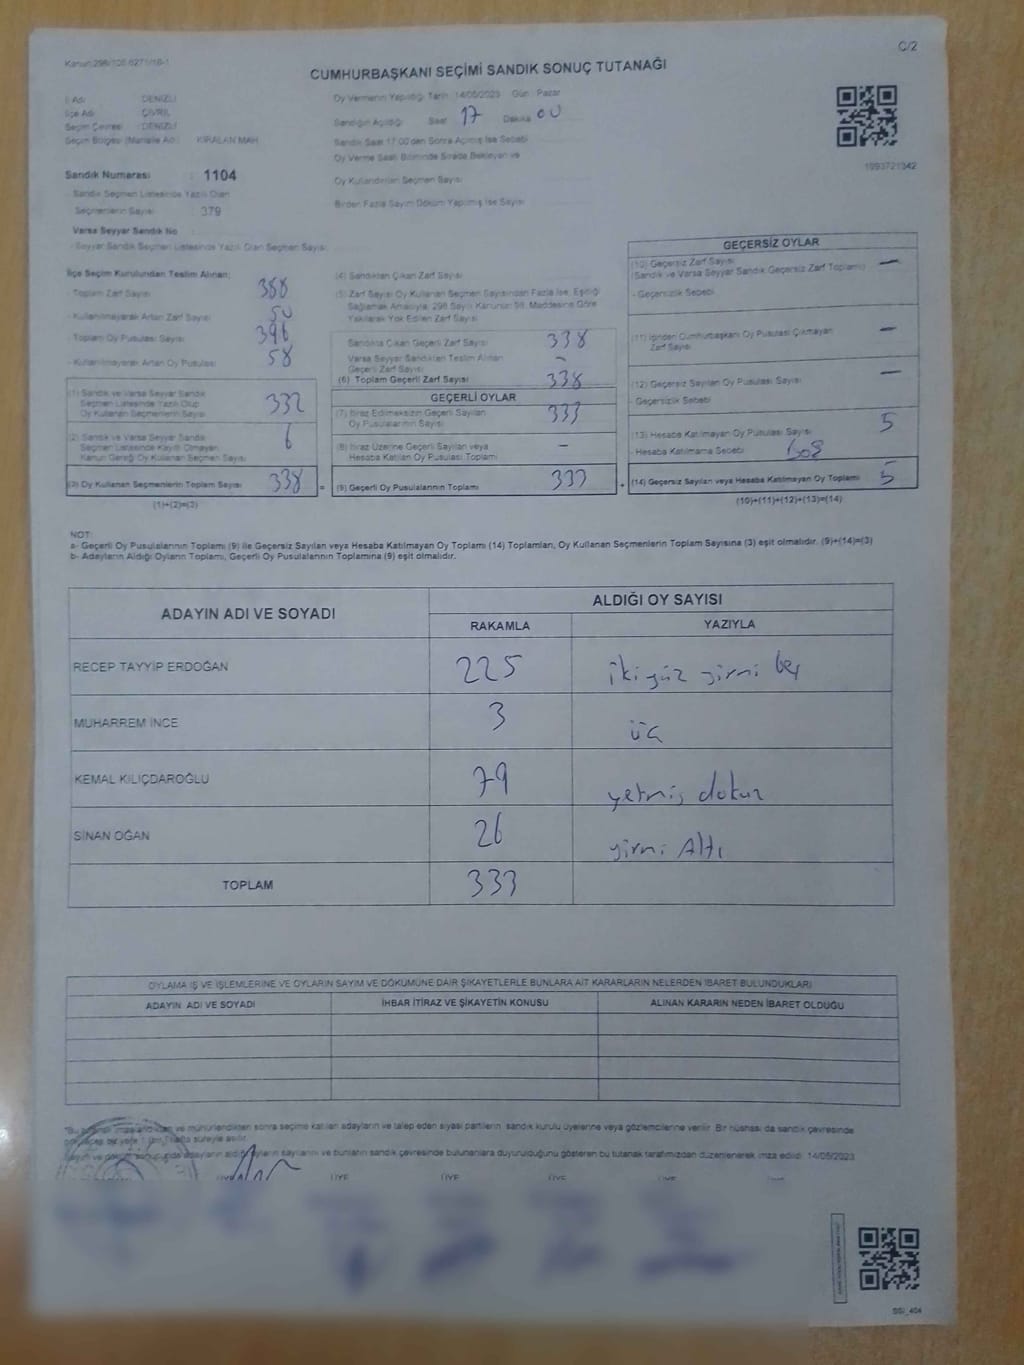 Kanun:298/105 6271/18-1
C/2
CUMHURBAŞKANI SEÇİMİ SANDIK SONUÇ TUTANAĞI
İl Adı : DENİZLİ
İlçe Adı : ÇİVRİL
Seçim Çevresi : DENİZLİ
Seçim Bölgesi (Mahalle Adı) : KIRALAN MAH
Oy Vermenin Yapıldığı Tarih : 14/05/2023 Gün : Pazar
Sandığın Açıldığı Saat 17 Dakika 00
Sandık Saat 17:00'den Sonra Açılmış İse Sebebi
Oy Verme Saati Bitiminde Sırada Bekleyen ve
Oy Kullandırılan Seçmen Sayısı
Birden Fazla Sayım Döküm Yapılmış İse Sayısı
1993721342
Sandık Numarası : 1104
- Sandık Seçmen Listesinde Yazılı Olan
Seçmenlerin Sayısı : 379
Varsa Seyyar Sandık No
- Seyyar Sandık Seçmen Listesinde Yazılı Olan Seçmen Sayısı
İlçe Seçim Kurulundan Teslim Alınan;
- Toplam Zarf Sayısı 388
- Kullanılmayarak Artan Zarf Sayısı 50
- Toplam Oy Pusulası Sayısı 396
- Kullanılmayarak Artan Oy Pusulası 58
(1) Sandık ve Varsa Seyyar Sandık
Seçmen Listesinde Yazılı Olup
Oy Kullanan Seçmenlerin Sayısı 332
(2) Sandık ve Varsa Seyyar Sandık
Seçmen Listesinde Kayıtlı Olmayan
Kanun Gereği Oy Kullanan Seçmen Sayısı 6
(3) Oy Kullanan Seçmenlerin Toplam Sayısı 338 =
(1)+(2)=(3)
(4) Sandıktan Çıkan Zarf Sayısı
(5) Zarf Sayısı Oy Kullanan Seçmen Sayısından Fazla İse, Eşitliği
Sağlamak Amacıyla, 298 Sayılı Kanunun 98. Maddesine Göre
Yakılarak Yok Edilen Zarf Sayısı
Sandıkta Çıkan Geçerli Zarf Sayısı 338
Varsa Seyyar Sandıktan Teslim Alınan
Geçerli Zarf Sayısı -
(6) Toplam Geçerli Zarf Sayısı 338
GEÇERLİ OYLAR
(7) İtiraz Edilmeksizin Geçerli Sayılan
Oy Pusulalarının Sayısı 333
(8) İtiraz Üzerine Geçerli Sayılan veya
Hesaba Katılan Oy Pusulası Toplamı -
(9) Geçerli Oy Pusulalarının Toplamı 333 +
GEÇERSİZ OYLAR
(10) Geçersiz Zarf Sayısı -
(Sandık ve Varsa Seyyar Sandık Geçersiz Zarf Toplamı)
- Geçersizlik Sebebi
(11) İçinden Cumhurbaşkanı Oy Pusulası Çıkmayan -
Zarf Sayısı
(12) Geçersiz Sayılan Oy Pusulası Sayısı -
- Geçersizlik Sebebi
(13) Hesaba Katılmayan Oy Pusulası Sayısı 5
- Hesaba Katılmama Sebebi boş
(14) Geçersiz Sayılan veya Hesaba Katılmayan Oy Toplamı 5
(10)+(11)+(12)+(13)=(14)
NOT:
a- Geçerli Oy Pusulalarının Toplamı (9) ile Geçersiz Sayılan veya Hesaba Katılmayan Oy Toplamı (14) Toplamları, Oy Kullanan Seçmenlerin Toplam Sayısına (3) eşit olmalıdır. (9)+(14)=(3)
b- Adayların Aldığı Oyların Toplamı, Geçerli Oy Pusulalarının Toplamına (9) eşit olmalıdır.
ADAYIN ADI VE SOYADI
ALDIĞI OY SAYISI
RAKAMLA YAZIYLA
RECEP TAYYİP ERDOĞAN 225 iki yüz yirmi beş
MUHARREM İNCE 3 üç
KEMAL KILIÇDAROĞLU 79 yetmiş dokuz
SİNAN OĞAN 26 yirmi Altı
TOPLAM 333
OYLAMA İŞ VE İŞLEMLERİNE VE OYLARIN SAYIM VE DÖKÜMÜNE DAİR ŞİKAYETLERLE BUNLARA AİT KARARLARIN NELERDEN İBARET BULUNDUKLARI
ADAYIN ADI VE SOYADI İHBAR İTİRAZ VE ŞİKAYETİN KONUSU ALINAN KARARIN NEDEN İBARET OLDUĞU
ve mühürlendikten sonra seçime katılan adayların ve talep eden siyasi partilerin sandık kurulu üyelerine veya gözlemcilerine verilir. Bir nüshası da sandık çevresinde
süreyle asılır.
adayların aldığı oyların sayılarını ve bunların sandık çevresinde bulunanlara duyurulduğunu gösteren bu tutanak tarafımızdan düzenlenerek imza edildi. 14/05/2023
ÜYE ÜYE ÜYE ÜYE ÜYE
SSİ_404